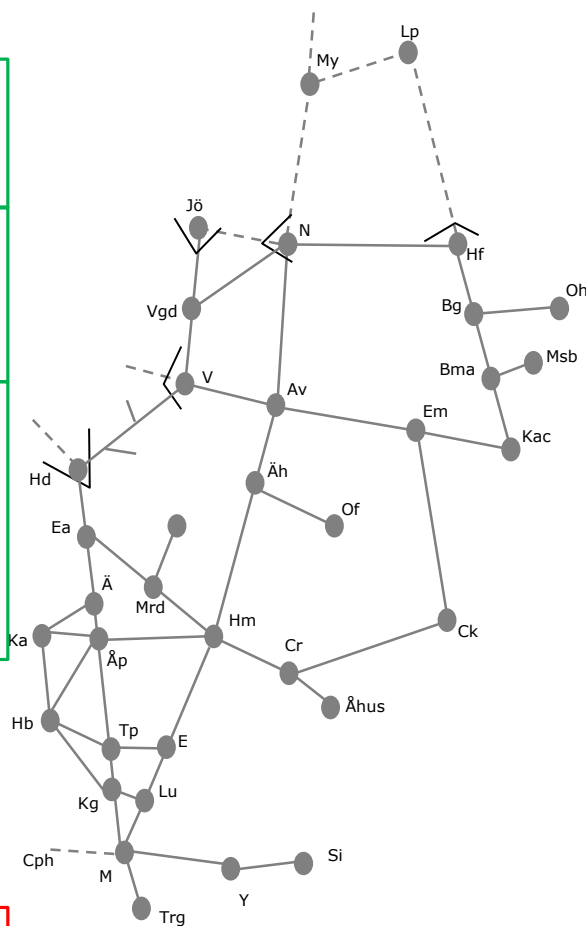 Lp
My
Jö
N
Hf
Oh
Vgd
Bg
Msb
Bma
V
Av
Em
Kac
Hd
Äh
Of
Ea
Ä
Mrd
Hm
Ka
Åp
Cr
Ck
Åhus
Hb
Tp
E
Kg
Lu
Cph
M
Si
Y
Trg